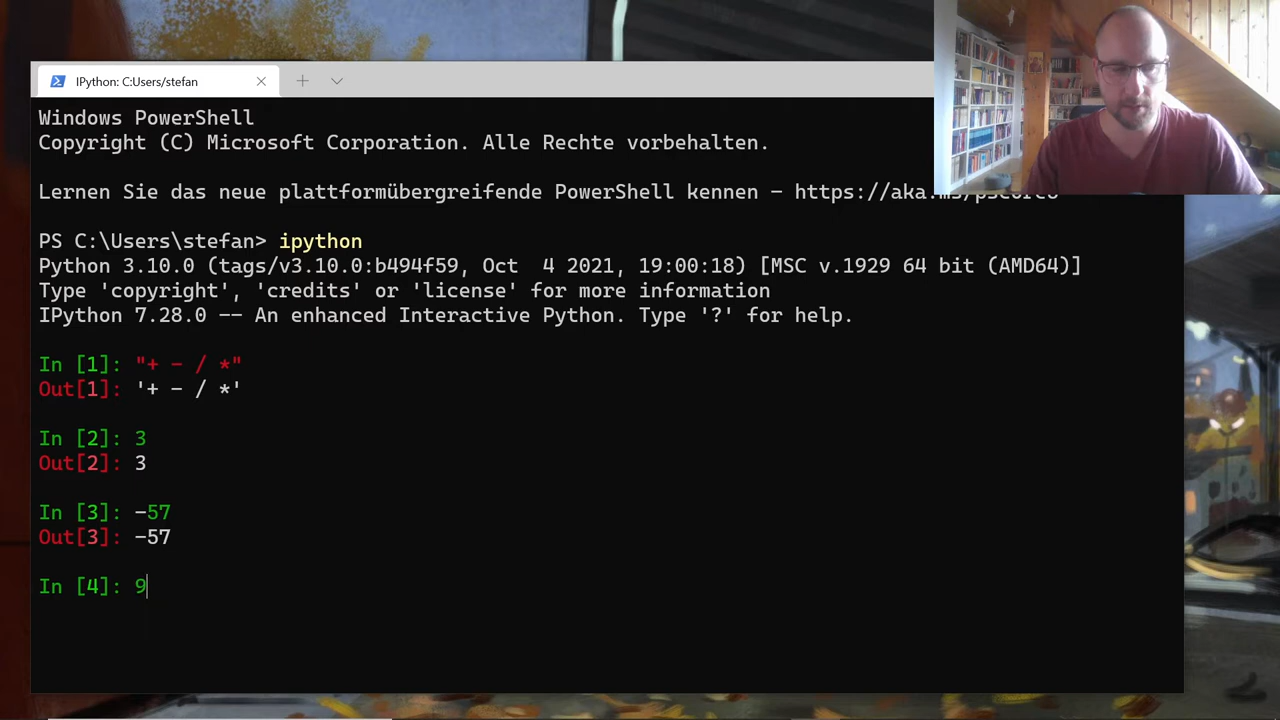 IPython: C:Users/stefan
Windows PowerShell
Copyright (C) Microsoft Corporation. Alle Rechte vorbehalten.
Lernen Sie das neue plattformübergreifende PowerShell kennen – https://aka.ms/pscore6
PS C:\Users\stefan> ipython
Python 3.10.0 (tags/v3.10.0:b494f59, Oct  4 2021, 19:00:18) [MSC v.1929 64 bit (AMD64)]
Type 'copyright', 'credits' or 'license' for more information
IPython 7.28.0 -- An enhanced Interactive Python. Type '?' for help.
In [1]: "+ - / *"
Out[1]: '+ - / *'
In [2]: 3
Out[2]: 3
In [3]: -57
Out[3]: -57
In [4]: 9